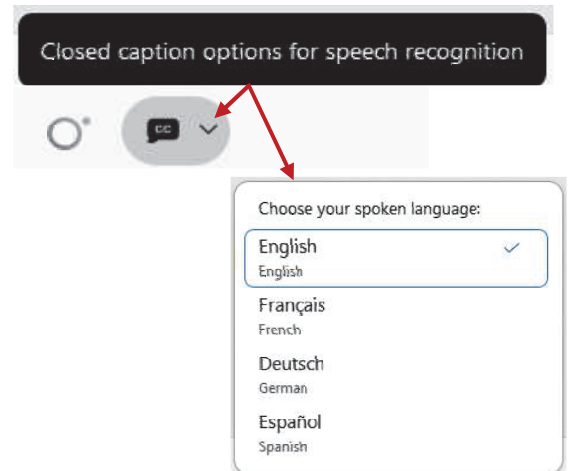 Closed caption options for speech recognition
CC
Choose your spoken language:
English
English
Français
French
Deutsch
German
Español
Spanish